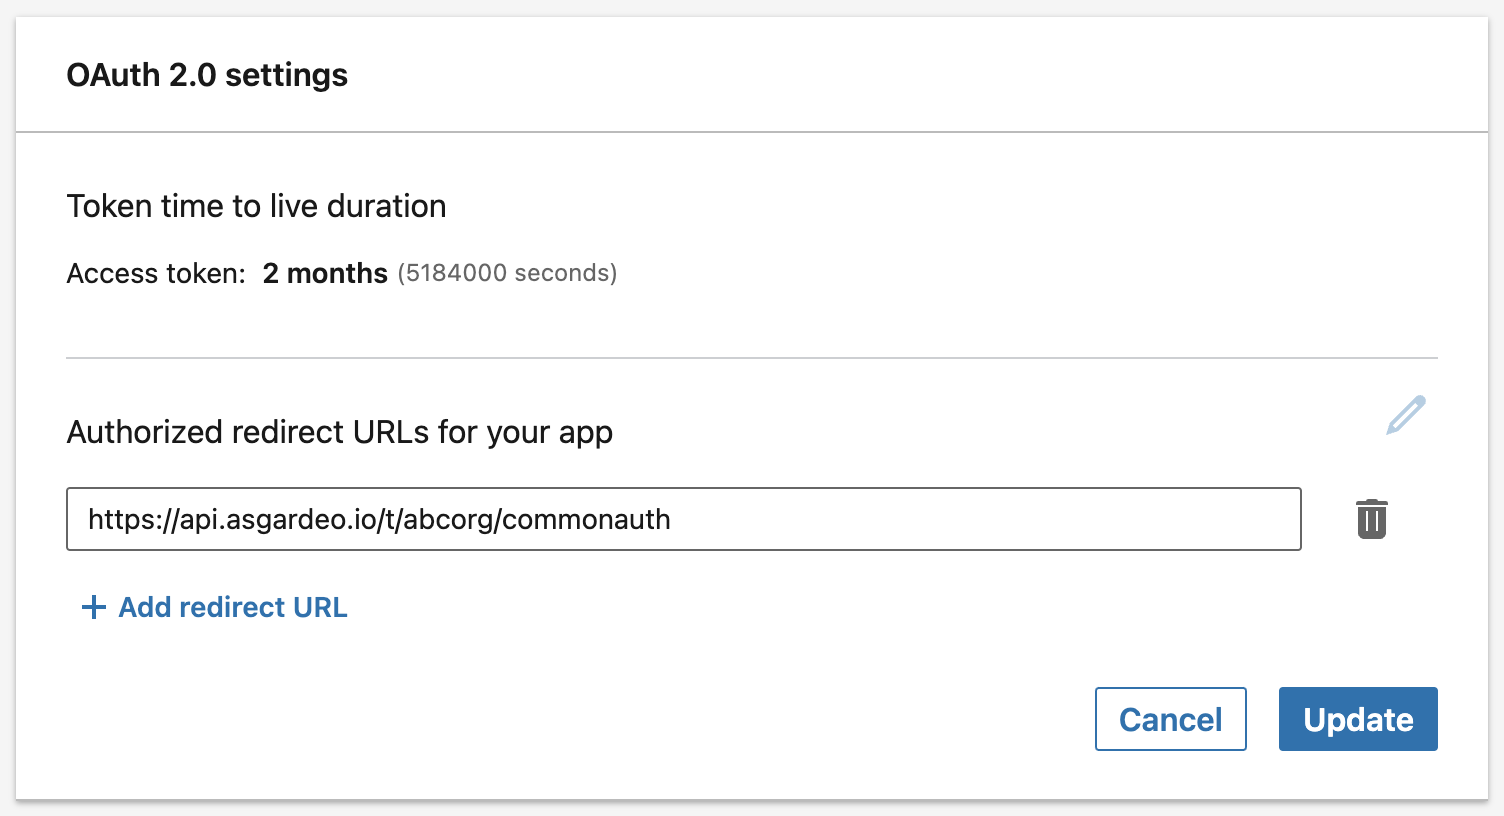 OAuth 2.0 settings
Token time to live duration
Access token: 2 months (5184000 seconds)
Authorized redirect URLs for your app
https://api.asgardeo.io/t/abcorg/commonauth
+ Add redirect URL
Cancel Update